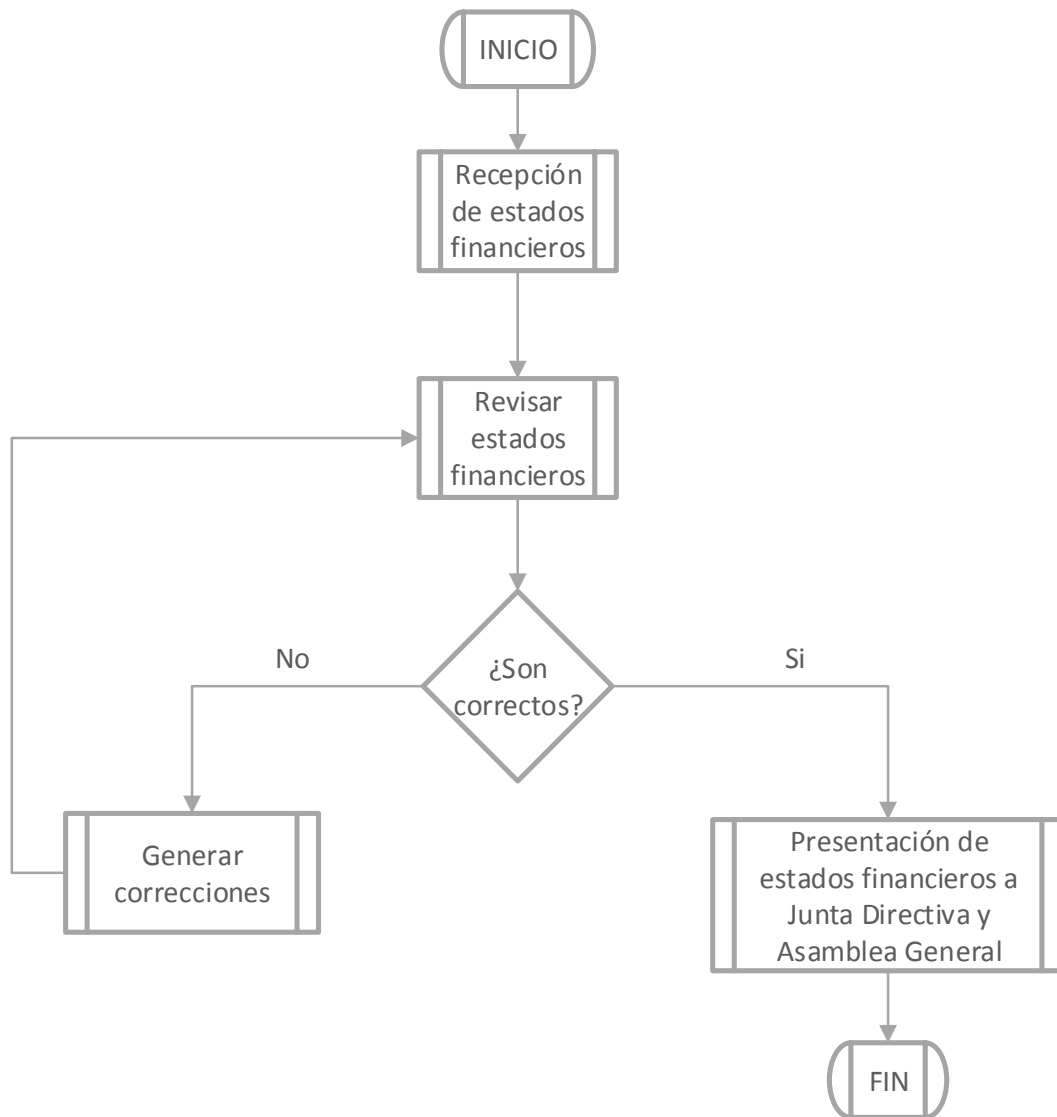 INICIO
Recepción
de estados
financieros
Revisar
estados
financieros
¿Son
correctos?
No
Si
Generar
correcciones
Presentación de
estados financieros a
Junta Directiva y
Asamblea General
FIN